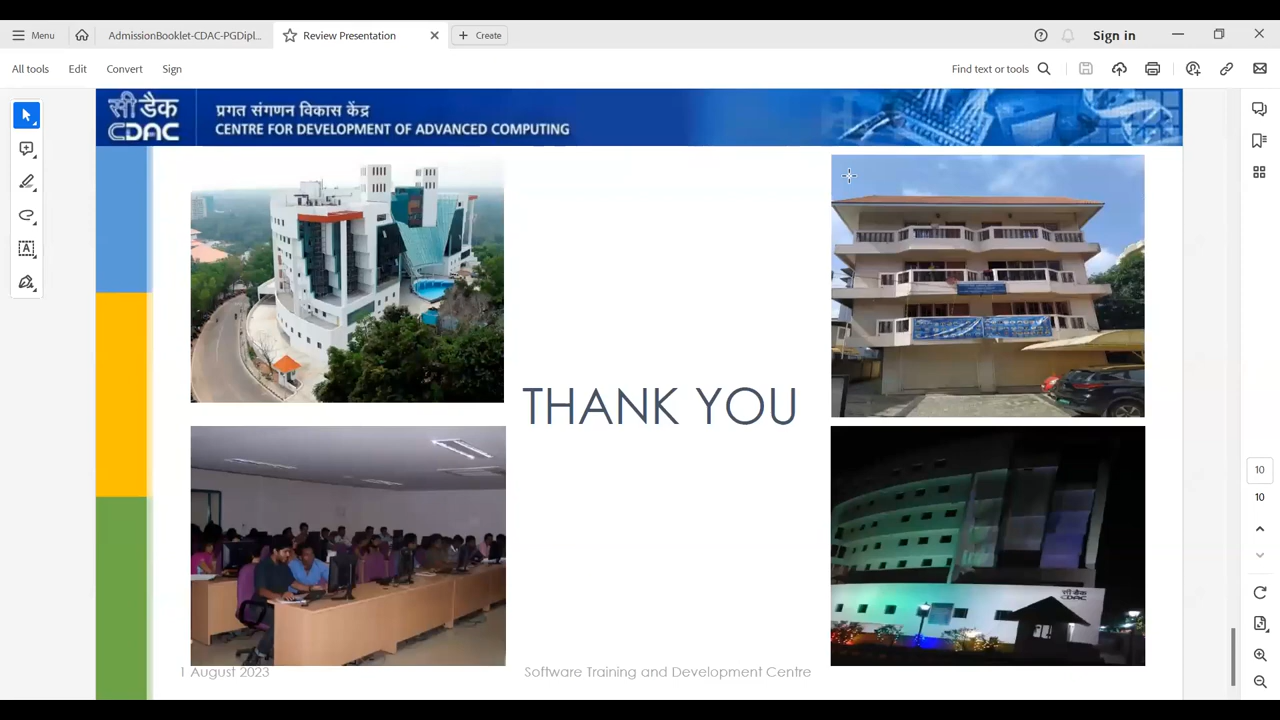 Menu
AdmissionBooklet-CDAC-PGDipl...
Review Presentation
Create
Sign in
All tools
Edit
Convert
Sign
Find text or tools
सी डैक
CDAC
प्रगत संगणन विकास केंद्र
CENTRE FOR DEVELOPMENT OF ADVANCED COMPUTING
THANK YOU
सी डैक
CDAC
1 August 2023
Software Training and Development Centre
10
10